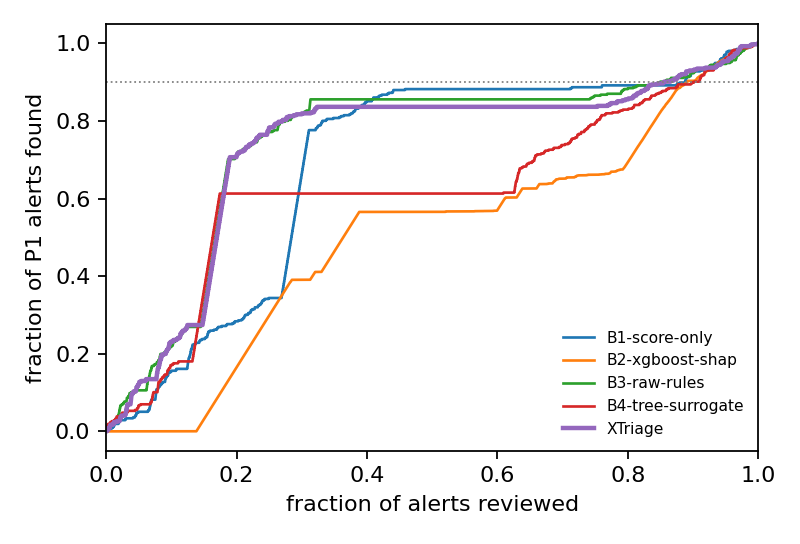 1.0
0.8
0.6
0.4
0.2
0.0
fraction of P1 alerts found
B1-score-only
B2-xgboost-shap
B3-raw-rules
B4-tree-surrogate
XTriage
0.0 0.2 0.4 0.6 0.8 1.0
fraction of alerts reviewed